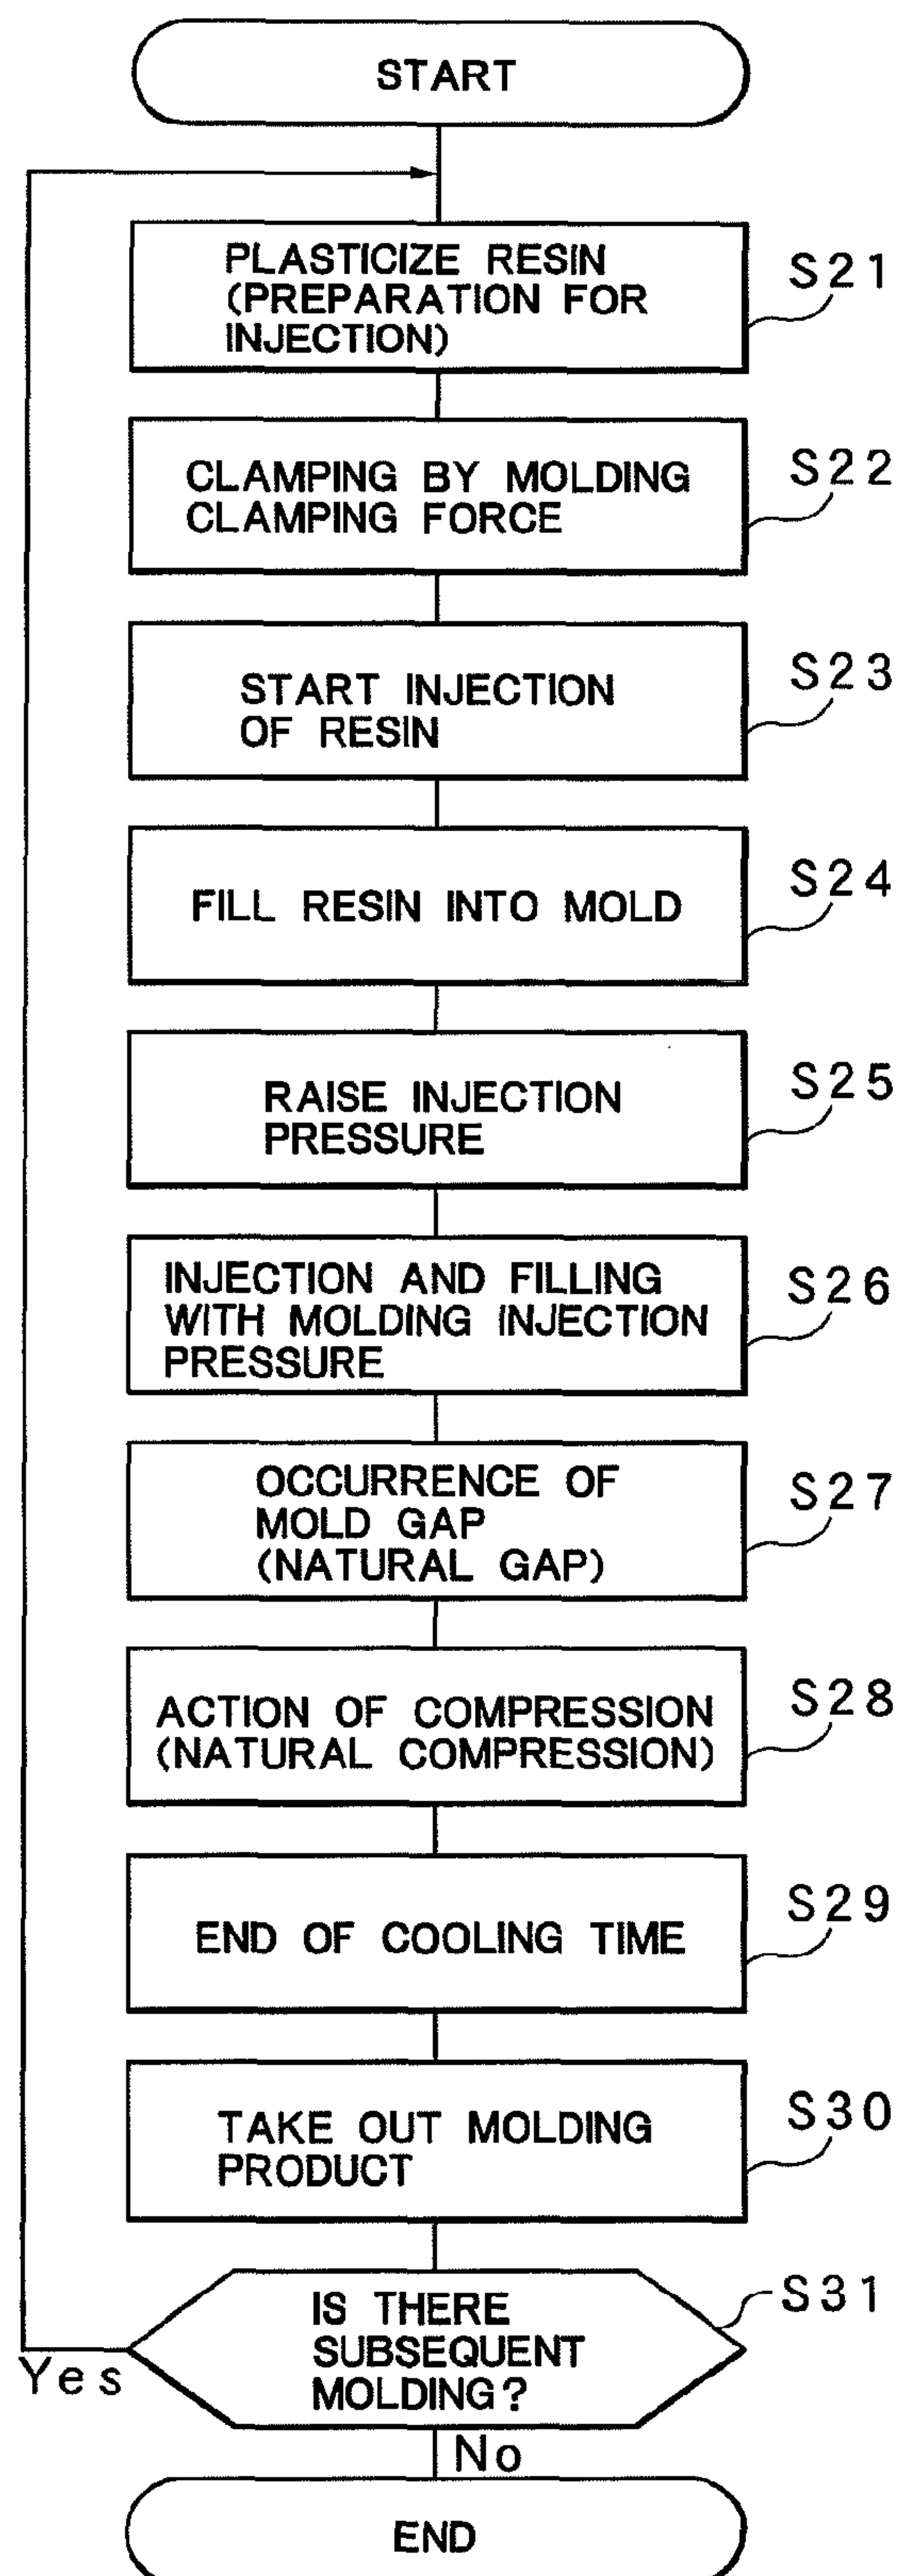 START
PLASTICIZE RESIN
(PREPARATION FOR
INJECTION)
S21
CLAMPING BY MOLDING
CLAMPING FORCE
S22
START INJECTION
OF RESIN
S23
FILL RESIN INTO MOLD
S24
RAISE INJECTION
PRESSURE
S25
INJECTION AND FILLING
WITH MOLDING INJECTION
PRESSURE
S26
OCCURRENCE OF
MOLD GAP
(NATURAL GAP)
S27
ACTION OF COMPRESSION
(NATURAL COMPRESSION)
S28
END OF COOLING TIME
S29
TAKE OUT MOLDING
PRODUCT
S30
IS THERE
SUBSEQUENT
MOLDING?
S31
Yes
No
END